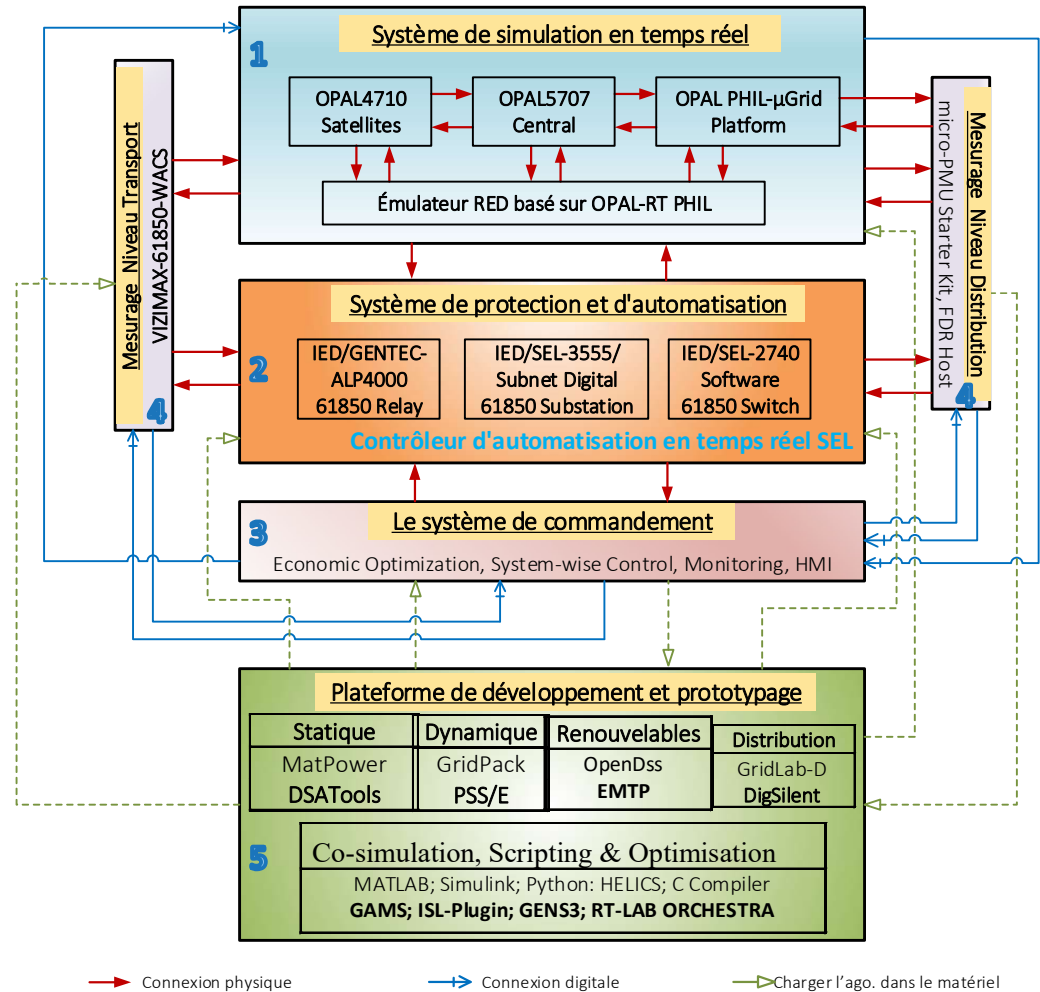 Système de simulation en temps réel
1
OPAL4710
Satellites
OPAL5707
Central
OPAL PHIL-µGrid
Platform
Émulateur RED basé sur OPAL-RT PHIL
Mesurage Niveau Transport
VIZIMAX-61850-WACS
4
Mesurage Niveau Distribution
micro-PMU Starter Kit, FDR Host
4
Système de protection et d'automatisation
2
IED/GENTEC-
ALP4000
61850 Relay
IED/SEL-3555/
Subnet Digital
61850 Substation
IED/SEL-2740
Software
61850 Switch
Contrôleur d'automatisation en temps réel SEL
Le système de commandement
3
Economic Optimization, System-wise Control, Monitoring, HMI
Plateforme de développement et prototypage
Statique
MatPower
DSATools
Dynamique
GridPack
PSS/E
Renouvelables
OpenDss
EMTP
Distribution
GridLab-D
DigSilent
5
Co-simulation, Scripting & Optimisation
MATLAB; Simulink; Python: HELICS; C Compiler
GAMS; ISL-Plugin; GENS3; RT-LAB ORCHESTRA
Connexion physique
Connexion digitale
Charger l'ago. dans le matériel